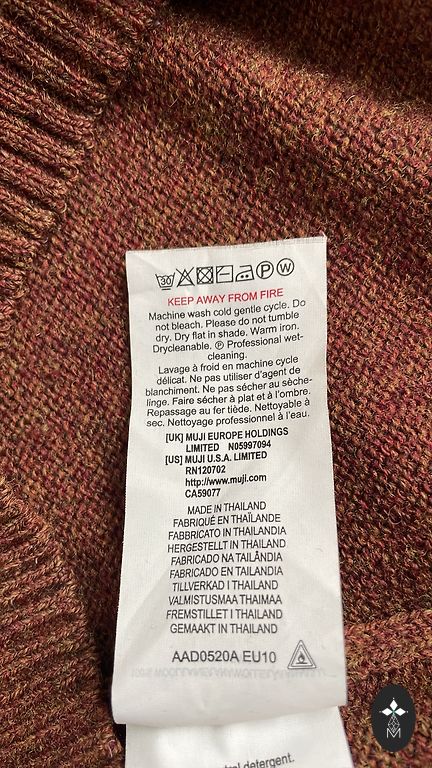 30 P W
KEEP AWAY FROM FIRE
Machine wash cold gentle cycle. Do
not bleach. Please do not tumble
dry. Dry flat in shade. Warm iron.
Drycleanable. Ⓟ Professional wet-
cleaning.
Lavage à froid en machine cycle
délicat. Ne pas utiliser d'agent de
blanchiment. Ne pas sécher au sèche-
linge. Faire sécher à plat et à l'ombre.
Repassage au fer tiède. Nettoyable à
sec. Nettoyage professionnel à l'eau.
[UK] MUJI EUROPE HOLDINGS
LIMITED N05997094
[US] MUJI U.S.A. LIMITED
RN120702
http://www.muji.com
CA59077
MADE IN THAILAND
FABRIQUÉ EN THAÏLANDE
FABBRICATO IN THAILANDIA
HERGESTELLT IN THAILAND
FABRICADO NA TAILÂNDIA
FABRICADO EN TAILANDIA
TILLVERKAD I THAILAND
VALMISTUSMAA THAIMAA
FREMSTILLET I THAILAND
GEMAAKT IN THAILAND
AAD0520A EU10
detergent.
M